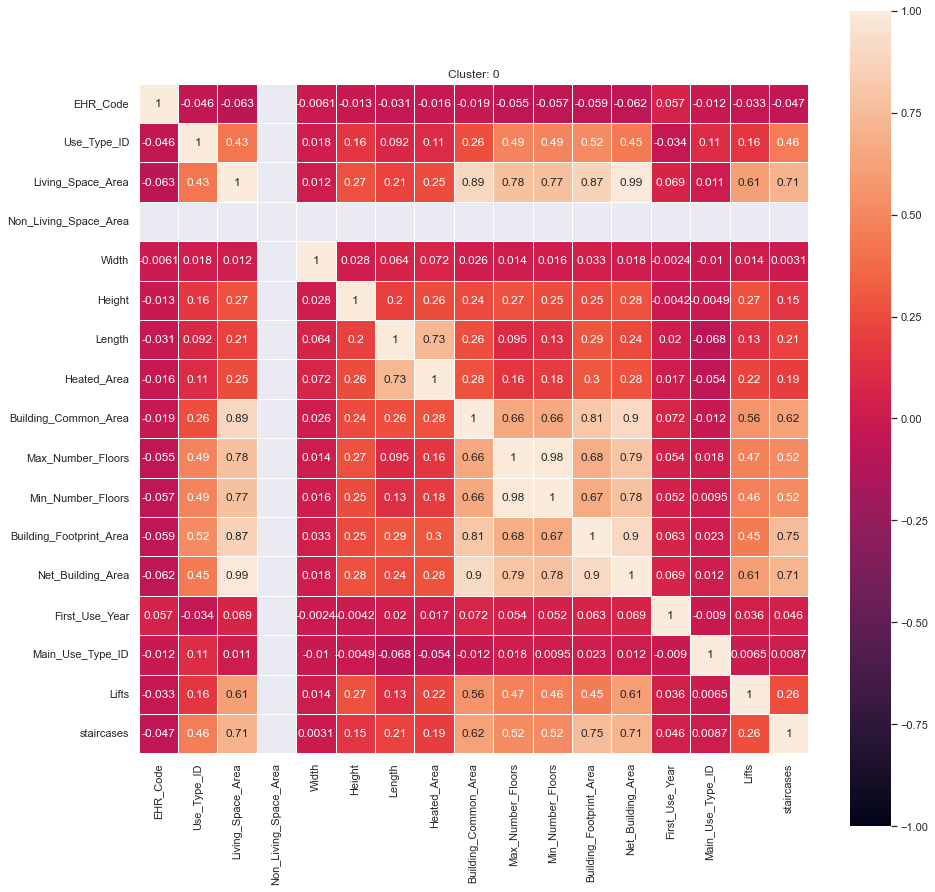 Cluster: 0
EHR_Code 1 -0.046 -0.063 -0.0061 -0.013 -0.031 -0.016 -0.019 -0.055 -0.057 -0.059 -0.062 0.057 -0.012 -0.033 -0.047
Use_Type_ID -0.046 1 0.43 0.018 0.16 0.092 0.11 0.26 0.49 0.49 0.52 0.45 -0.034 0.11 0.16 0.46
Living_Space_Area -0.063 0.43 1 0.012 0.27 0.21 0.25 0.89 0.78 0.77 0.87 0.99 0.069 0.011 0.61 0.71
Non_Living_Space_Area
Width -0.0061 0.018 0.012 1 0.028 0.064 0.072 0.026 0.014 0.016 0.033 0.018 -0.0024 -0.01 0.014 0.0031
Height -0.013 0.16 0.27 0.028 1 0.2 0.26 0.24 0.27 0.25 0.25 0.28 -0.0042 -0.0049 0.27 0.15
Length -0.031 0.092 0.21 0.064 0.2 1 0.73 0.26 0.095 0.13 0.29 0.24 0.02 -0.068 0.13 0.21
Heated_Area -0.016 0.11 0.25 0.072 0.26 0.73 1 0.28 0.16 0.18 0.3 0.28 0.017 -0.054 0.22 0.19
Building_Common_Area -0.019 0.26 0.89 0.026 0.24 0.26 0.28 1 0.66 0.66 0.81 0.9 0.072 -0.012 0.56 0.62
Max_Number_Floors -0.055 0.49 0.78 0.014 0.27 0.095 0.16 0.66 1 0.98 0.68 0.79 0.054 0.018 0.47 0.52
Min_Number_Floors -0.057 0.49 0.77 0.016 0.25 0.13 0.18 0.66 0.98 1 0.67 0.78 0.052 0.0095 0.46 0.52
Building_Footprint_Area -0.059 0.52 0.87 0.033 0.25 0.29 0.3 0.81 0.68 0.67 1 0.9 0.063 0.023 0.45 0.75
Net_Building_Area -0.062 0.45 0.99 0.018 0.28 0.24 0.28 0.9 0.79 0.78 0.9 1 0.069 0.012 0.61 0.71
First_Use_Year 0.057 -0.034 0.069 -0.0024 -0.0042 0.02 0.017 0.072 0.054 0.052 0.063 0.069 1 -0.009 0.036 0.046
Main_Use_Type_ID -0.012 0.11 0.011 -0.01 -0.0049 -0.068 -0.054 -0.012 0.018 0.0095 0.023 0.012 -0.009 1 0.0065 0.0087
Lifts -0.033 0.16 0.61 0.014 0.27 0.13 0.22 0.56 0.47 0.46 0.45 0.61 0.036 0.0065 1 0.26
staircases -0.047 0.46 0.71 0.0031 0.15 0.21 0.19 0.62 0.52 0.52 0.75 0.71 0.046 0.0087 0.26 1
EHR_Code
Use_Type_ID
Living_Space_Area
Non_Living_Space_Area
Width
Height
Length
Heated_Area
Building_Common_Area
Max_Number_Floors
Min_Number_Floors
Building_Footprint_Area
Net_Building_Area
First_Use_Year
Main_Use_Type_ID
Lifts
staircases
1.00
0.75
0.50
0.25
0.00
−0.25
−0.50
−0.75
−1.00